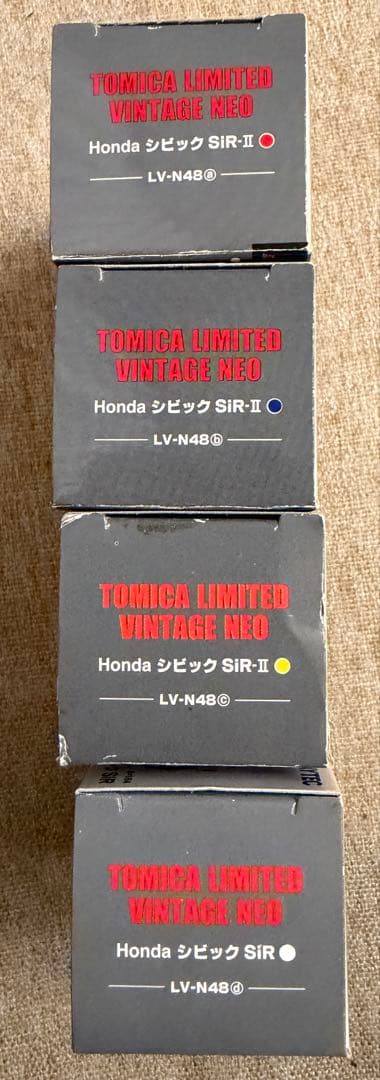 TOMICA LIMITED
VINTAGE NEO
Honda シビック SiR-II
LV-N48ⓐ
TOMICA LIMITED
VINTAGE NEO
Honda シビック SiR-II
LV-N48ⓑ
TOMICA LIMITED
VINTAGE NEO
Honda シビック SiR-II
LV-N48ⓒ
SiR
TEC
TOMICA LIMITED
VINTAGE NEO
Honda シビック SiR
LV-N48ⓓ